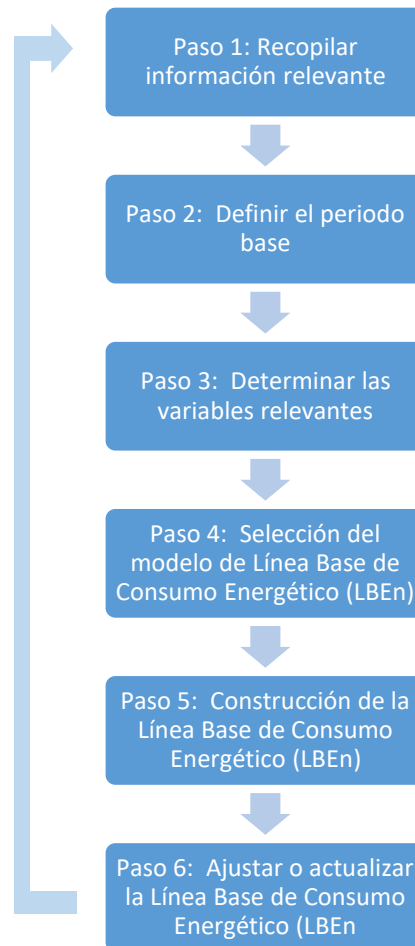 Paso 1: Recopilar
información relevante
Paso 2:  Definir el periodo
base
Paso 3:  Determinar las
variables relevantes
Paso 4:  Selección del
modelo de Línea Base de
Consumo Energético (LBEn)
Paso 5:  Construcción de la
Línea Base de Consumo
Energético (LBEn)
Paso 6:  Ajustar o actualizar
la Línea Base de Consumo
Energético (LBEn